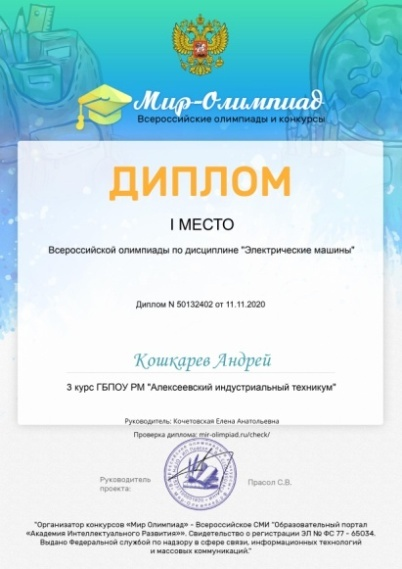 Мир-Олимпиад
Всероссийские олимпиады и конкурсы
ДИПЛОМ
I МЕСТО
Всероссийской олимпиады по дисциплине "Электрические машины"
Диплом N 50132402 от 11.11.2020
Кошкарев Андрей
3 курс ГБПОУ РМ "Алексеевский индустриальный техникум"
Руководитель: Кочетовская Елена Анатольевна
Проверка диплома: mir-olimpiad.ru/check/
Руководитель
проекта:
Прасол С.В.
"Организатор конкурсов «Мир Олимпиад» - Всероссийское СМИ "Образовательный портал
«Академия Интеллектуального Развития»». Свидетельство о регистрации ЭЛ № ФС 77 - 65034.
Выдано Федеральной службой по надзору в сфере связи, информационных технологий
и массовых коммуникаций."